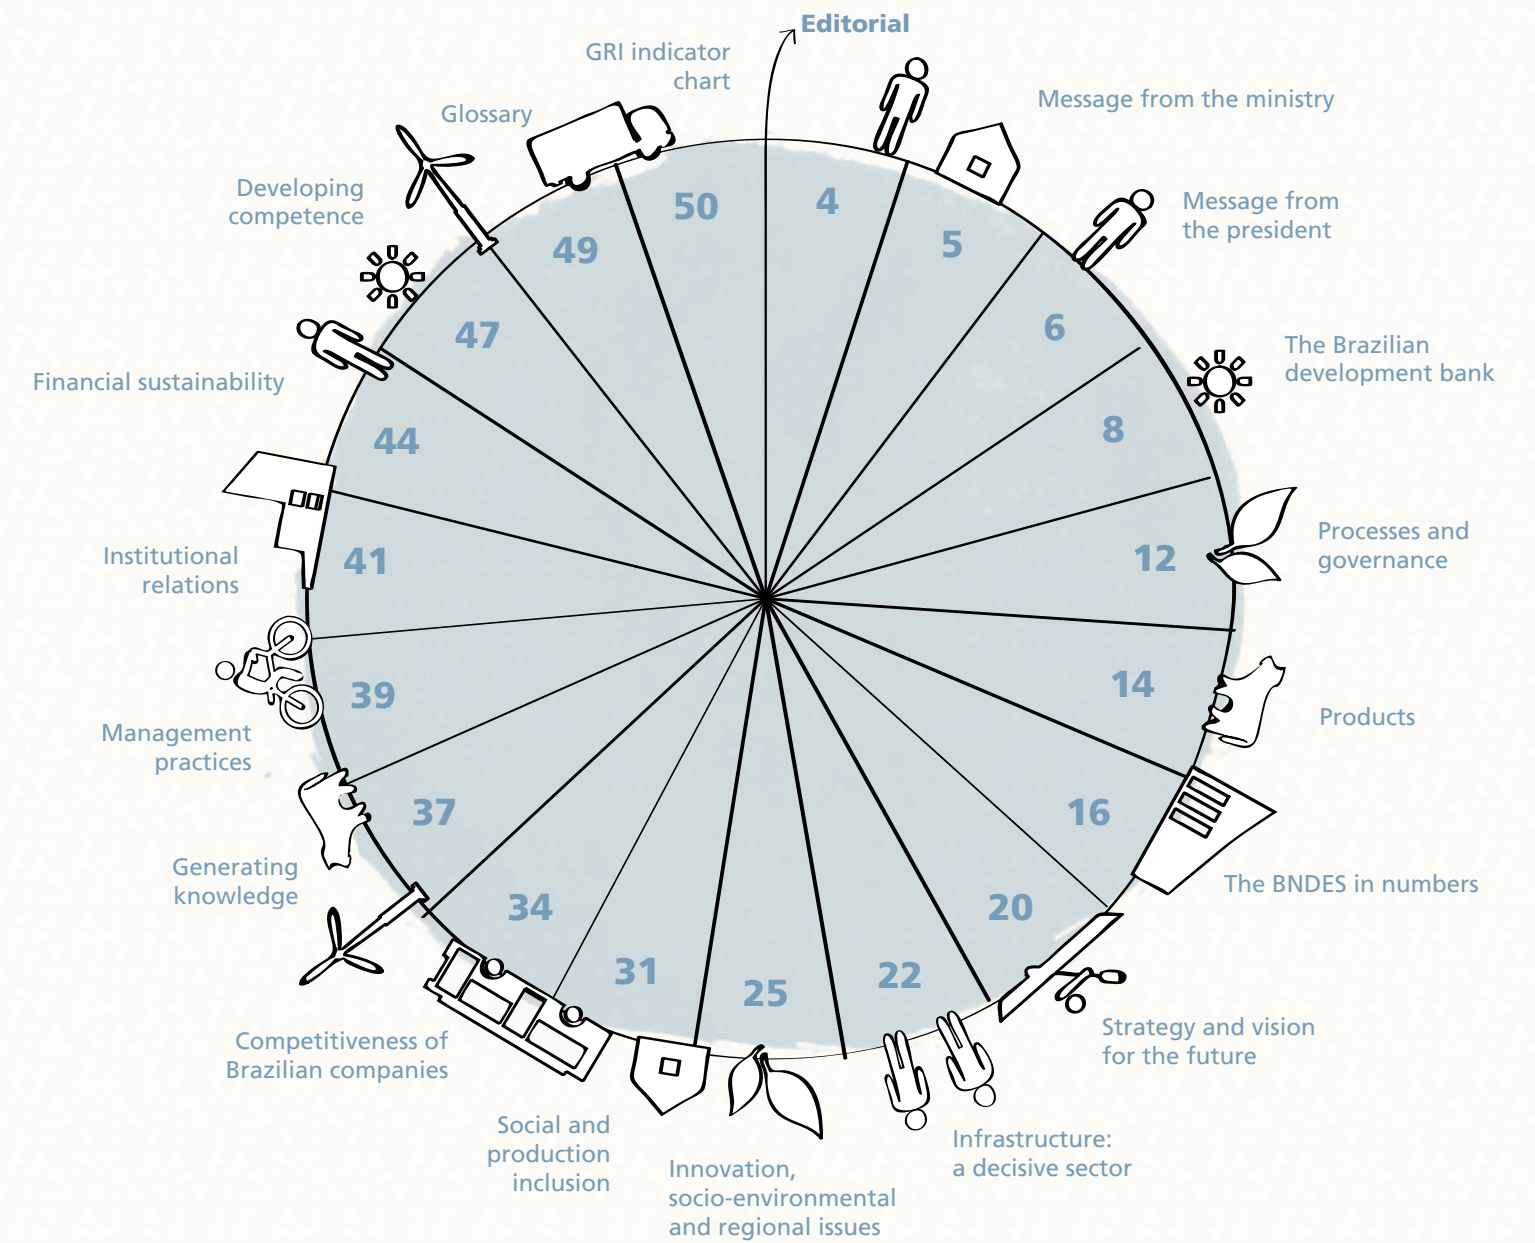 Editorial
4
Message from the ministry
5
Message from
the president
6
The Brazilian
development bank
8
Processes and
governance
12
Products
14
The BNDES in numbers
16
Strategy and vision
for the future
20
Infrastructure:
a decisive sector
22
Innovation,
socio-environmental
and regional issues
25
Social and
production
inclusion
31
Competitiveness of
Brazilian companies
34
Generating
knowledge
37
Management
practices
39
Institutional
relations
41
Financial sustainability
44
Developing
competence
47
Glossary
49
GRI indicator
chart
50